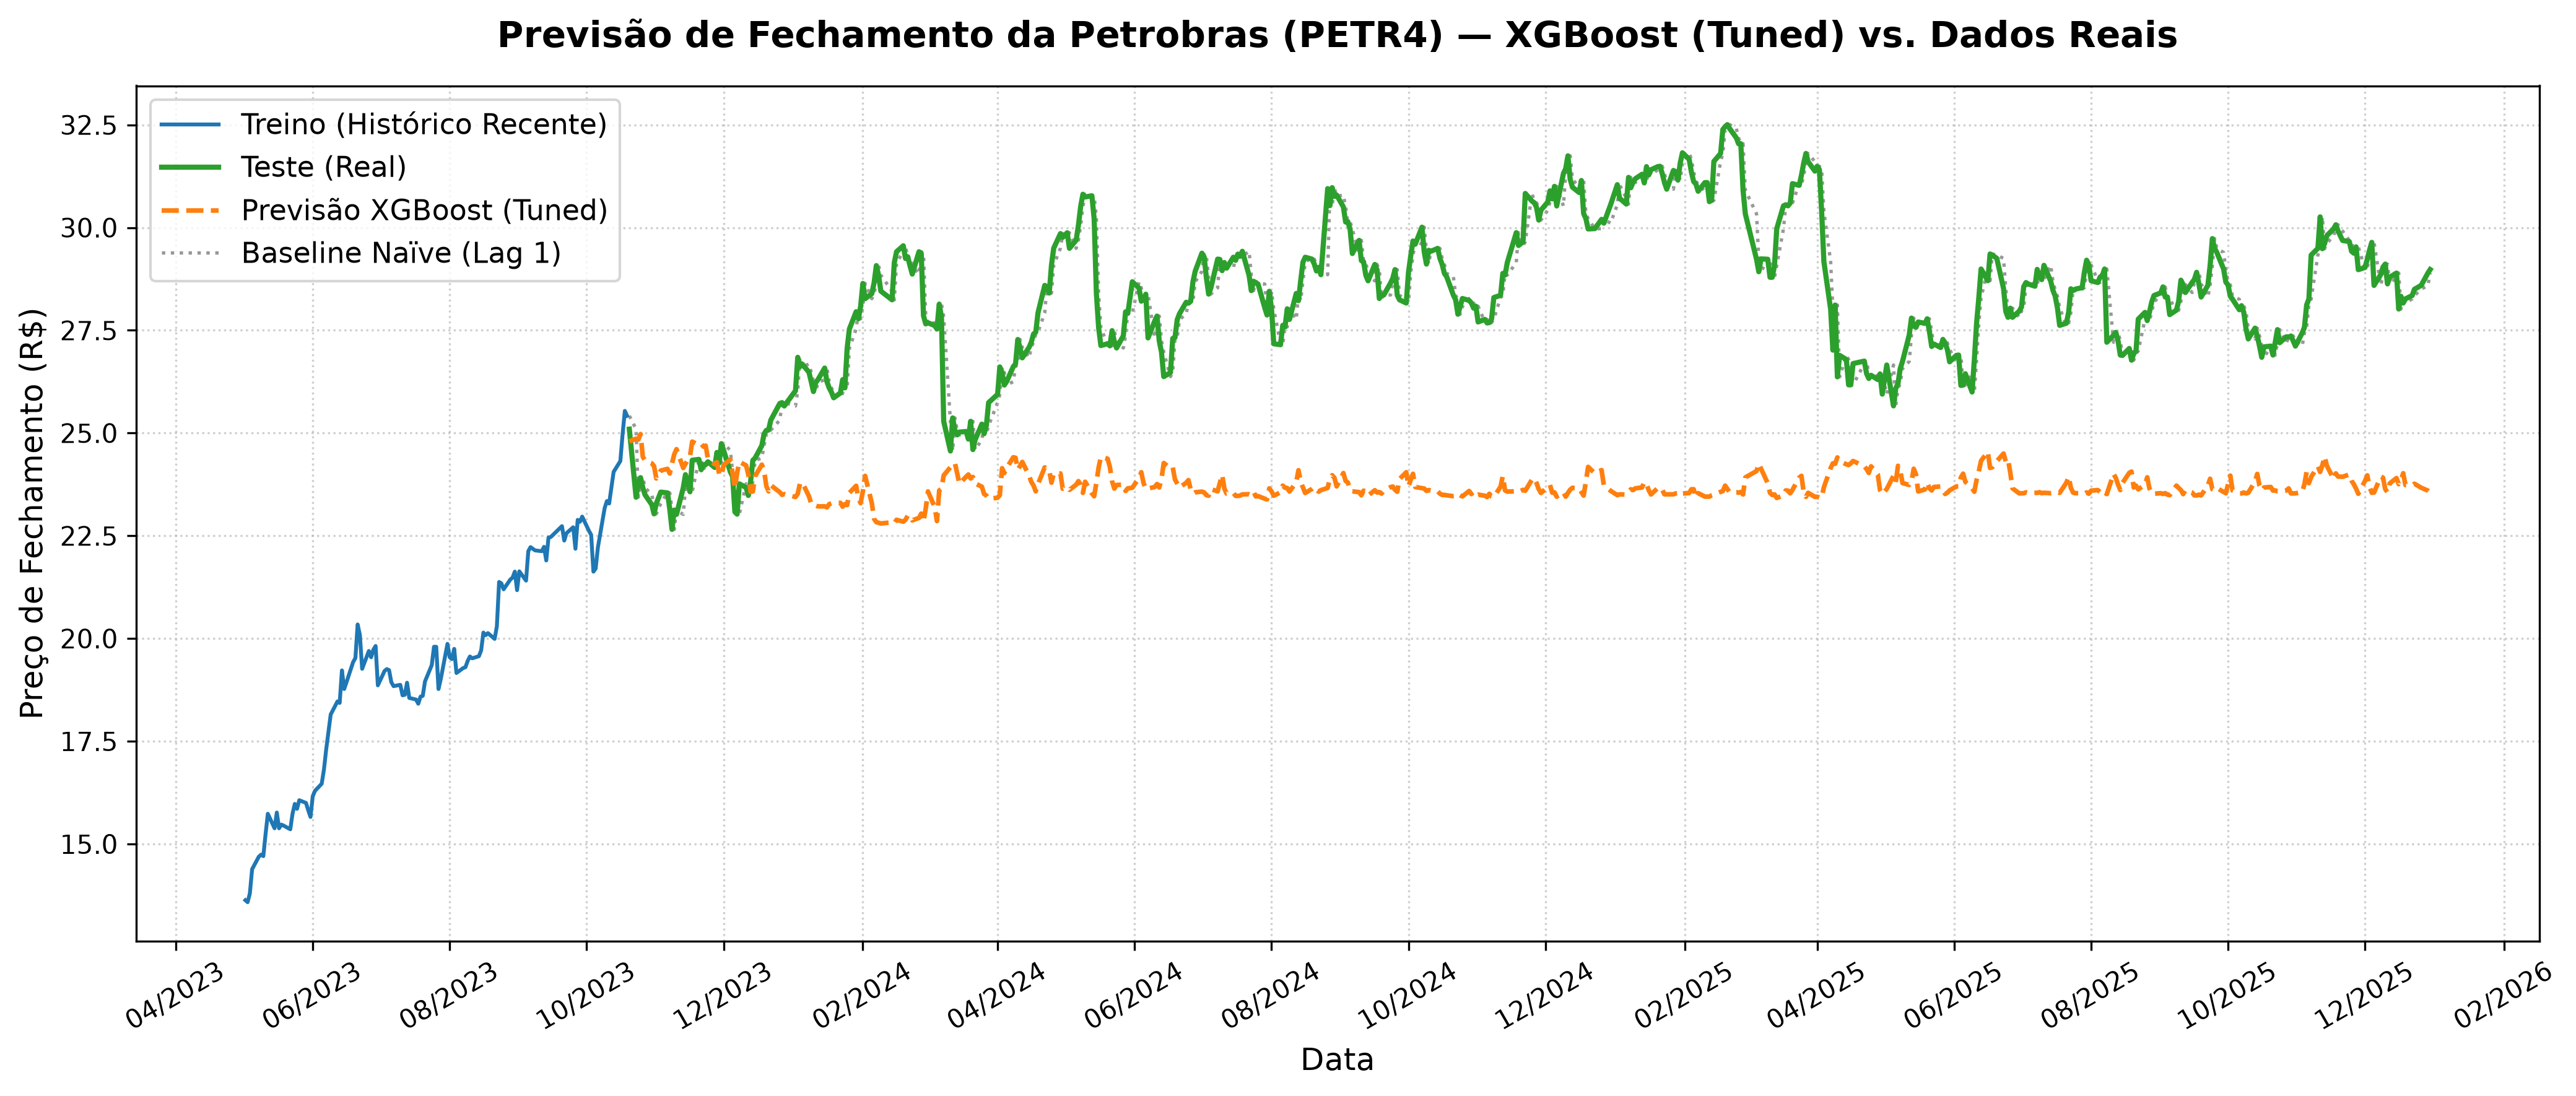 Previsão de Fechamento da Petrobras (PETR4) — XGBoost (Tuned) vs. Dados Reais
Treino (Histórico Recente)
Teste (Real)
Previsão XGBoost (Tuned)
Baseline Naïve (Lag 1)
Preço de Fechamento (R$)
32.5
30.0
27.5
25.0
22.5
20.0
17.5
15.0
04/2023 06/2023 08/2023 10/2023 12/2023 02/2024 04/2024 06/2024 08/2024 10/2024 12/2024 02/2025 04/2025 06/2025 08/2025 10/2025 12/2025 02/2026
Data